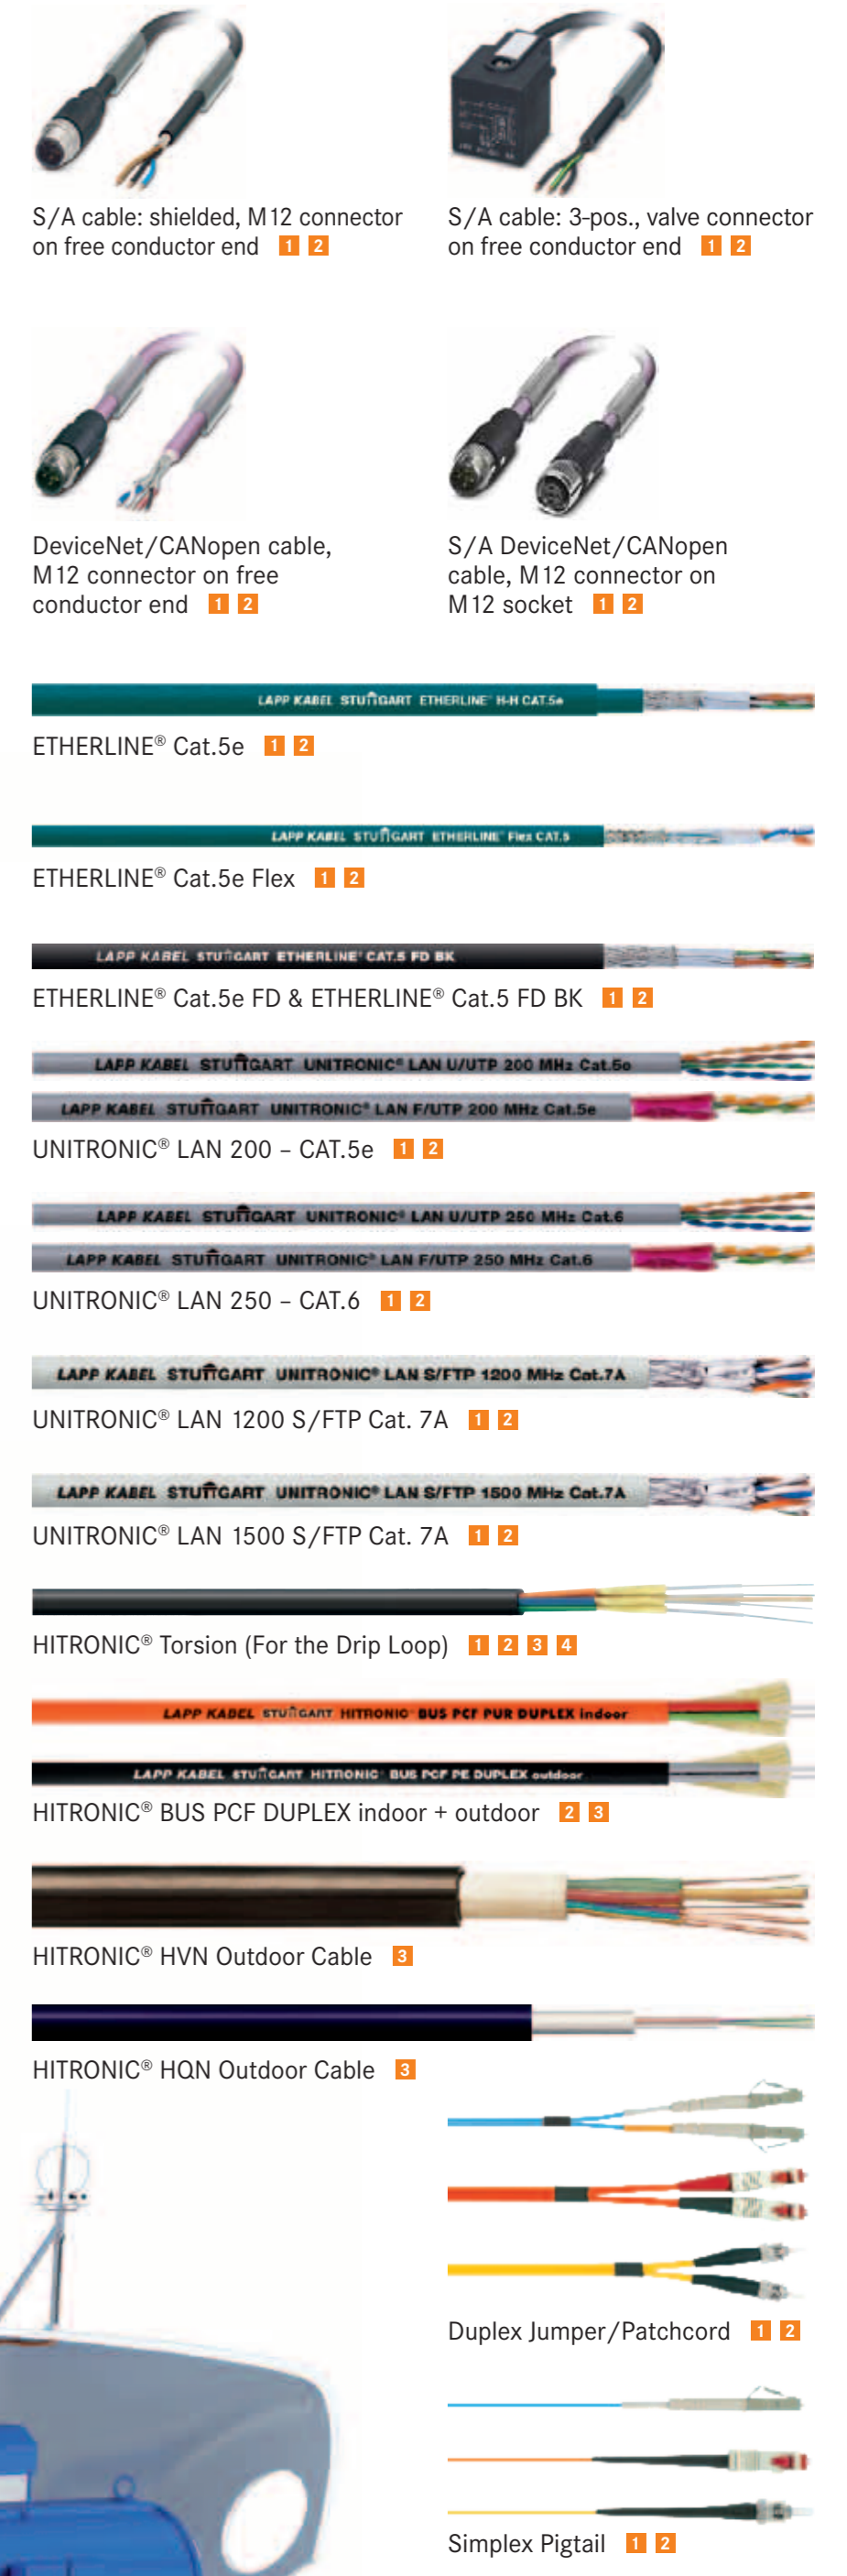 S/A cable: shielded, M12 connector
on free conductor end 1 2
S/A cable: 3-pos., valve connector
on free conductor end 1 2
DeviceNet/CANopen cable,
M12 connector on free
conductor end 1 2
S/A DeviceNet/CANopen
cable, M12 connector on
M12 socket 1 2
LAPP KABEL STUTTGART ETHERLINE® H-H CAT.5e
ETHERLINE® Cat.5e 1 2
LAPP KABEL STUTTGART ETHERLINE® Flex CAT.5
ETHERLINE® Cat.5e Flex 1 2
LAPP KABEL STUTTGART ETHERLINE® CAT.5 FD BK
ETHERLINE® Cat.5e FD & ETHERLINE® Cat.5 FD BK 1 2
LAPP KABEL STUTTGART UNITRONIC® LAN U/UTP 200 MHz Cat.5e
LAPP KABEL STUTTGART UNITRONIC® LAN F/UTP 200 MHz Cat.5e
UNITRONIC® LAN 200 – CAT.5e 1 2
LAPP KABEL STUTTGART UNITRONIC® LAN U/UTP 250 MHz Cat.6
LAPP KABEL STUTTGART UNITRONIC® LAN F/UTP 250 MHz Cat.6
UNITRONIC® LAN 250 – CAT.6 1 2
LAPP KABEL STUTTGART UNITRONIC® LAN S/FTP 1200 MHz Cat.7A
UNITRONIC® LAN 1200 S/FTP Cat. 7A 1 2
LAPP KABEL STUTTGART UNITRONIC® LAN S/FTP 1500 MHz Cat.7A
UNITRONIC® LAN 1500 S/FTP Cat. 7A 1 2
HITRONIC® Torsion (For the Drip Loop) 1 2 3 4
LAPP KABEL STUTTGART HITRONIC® BUS PCF PUR DUPLEX indoor
LAPP KABEL STUTTGART HITRONIC® BUS PCF PE DUPLEX outdoor
HITRONIC® BUS PCF DUPLEX indoor + outdoor 2 3
HITRONIC® HVN Outdoor Cable 3
HITRONIC® HQN Outdoor Cable 3
Duplex Jumper/Patchcord 1 2
Simplex Pigtail 1 2